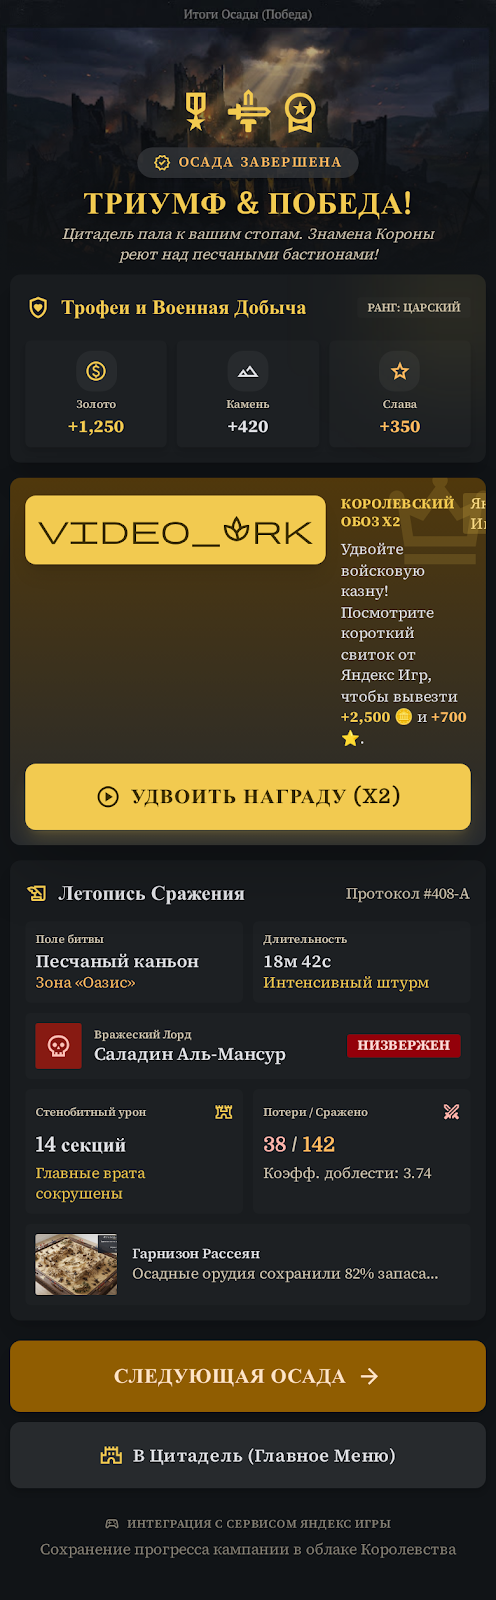 Итоги Осады (Победа)
ОСАДА ЗАВЕРШЕНА
ТРИУМФ & ПОБЕДА!
Цитадель пала к вашим стопам. Знамена Короны
реют над песчаными бастионами!
Трофеи и Военная Добыча
РАНГ: ЦАРСКИЙ
Золото
Камень
Слава
+1,250
+420
+350
VIDEO_RK
КОРОЛЕВСКИЙ
ОБОЗ X2
Удвойте
войсковую
казну!
Посмотрите
короткий
свиток от
Яндекс Игр,
чтобы вывезти
+2,500 🪙 и +700
⭐.
УДВОИТЬ НАГРАДУ (X2)
Летопись Сражения
Протокол #408-А
Поле битвы
Песчаный каньон
Зона «Оазис»
Длительность
18м 42с
Интенсивный штурм
Вражеский Лорд
Саладин Аль-Мансур
НИЗВЕРЖЕН
Стенобитный урон
14 секций
Главные врата
сокрушены
Потери / Сражено
38 / 142
Коэфф. доблести: 3.74
Гарнизон Рассеян
Осадные орудия сохранили 82% запаса...
СЛЕДУЮЩАЯ ОСАДА →
В Цитадель (Главное Меню)
ИНТЕГРАЦИЯ С СЕРВИСОМ ЯНДЕКС ИГРЫ
Сохранение прогресса кампании в облаке Королевства